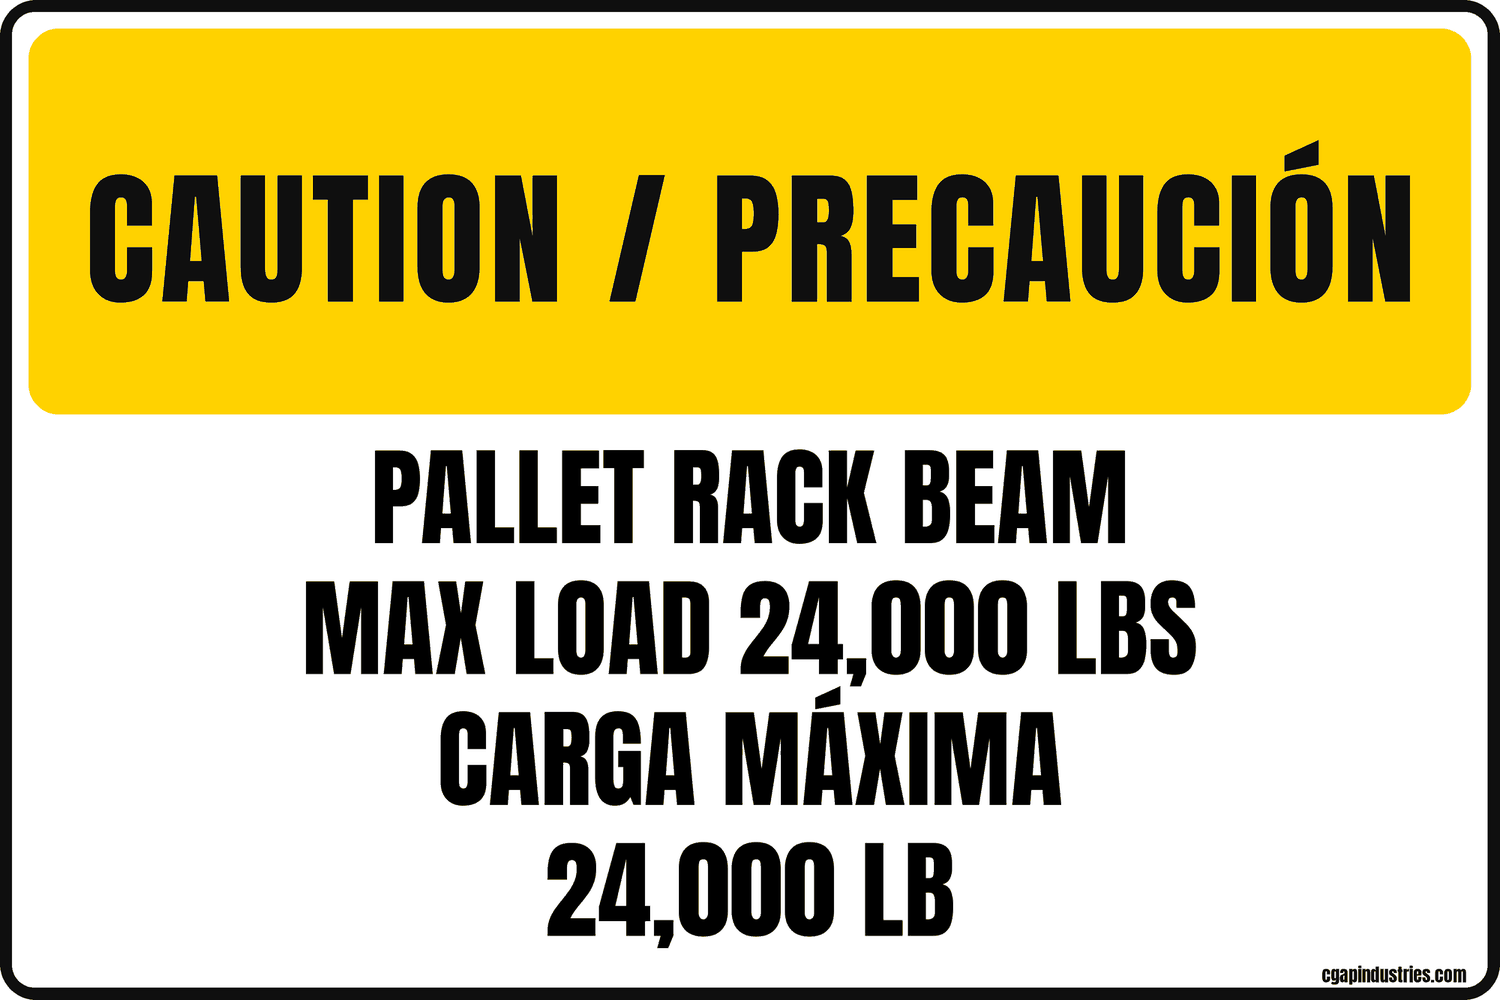 CAUTION / PRECAUCIÓN
PALLET RACK BEAM
MAX LOAD 24,000 LBS
CARGA MÁXIMA
24,000 LB
cgapindustries.com